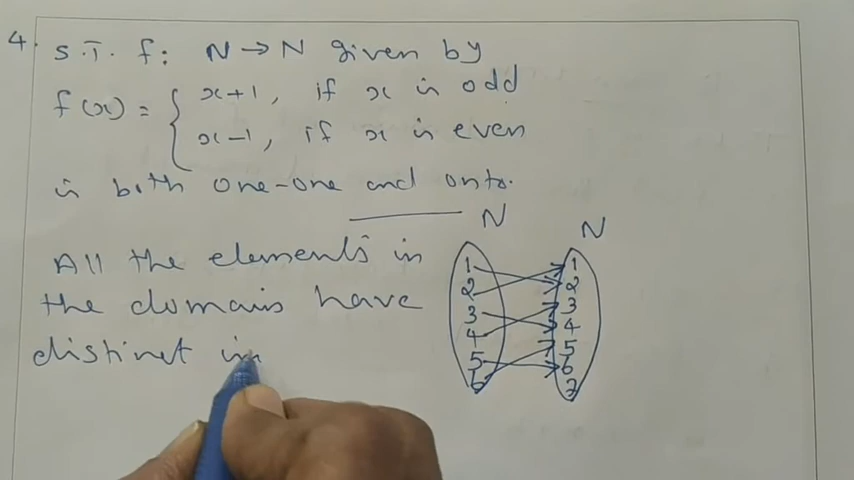 4. S.T. f: N → N given by
f(x) = { x+1, if x is odd
x-1, if x is even
is both one-one and onto.
N N
All the elements in
the domain have
distinct im
1 1
2 2
3 3
4 4
5 5
6 6
7